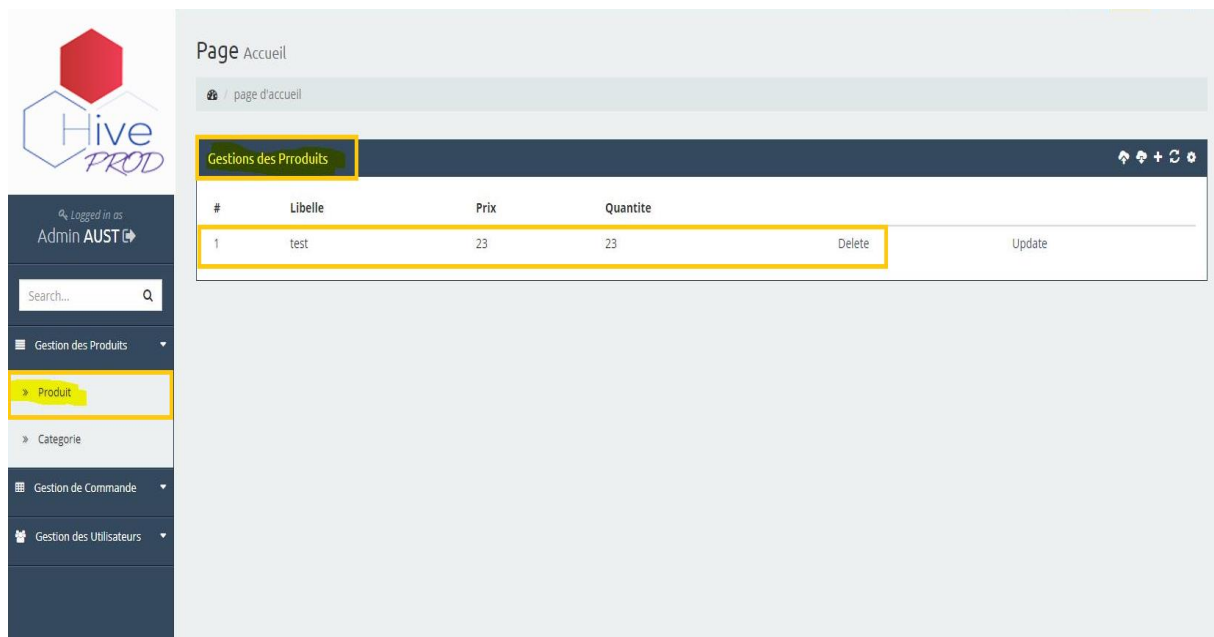 Hive
PROD
Logged in as
Admin AUST
Search...
Gestion des Produits
» Produit
» Categorie
Gestion de Commande
Gestion des Utilisateurs
Page Accueil
/ page d'accueil
Gestions des Prroduits
# Libelle Prix Quantite
1 test 23 23 Delete Update